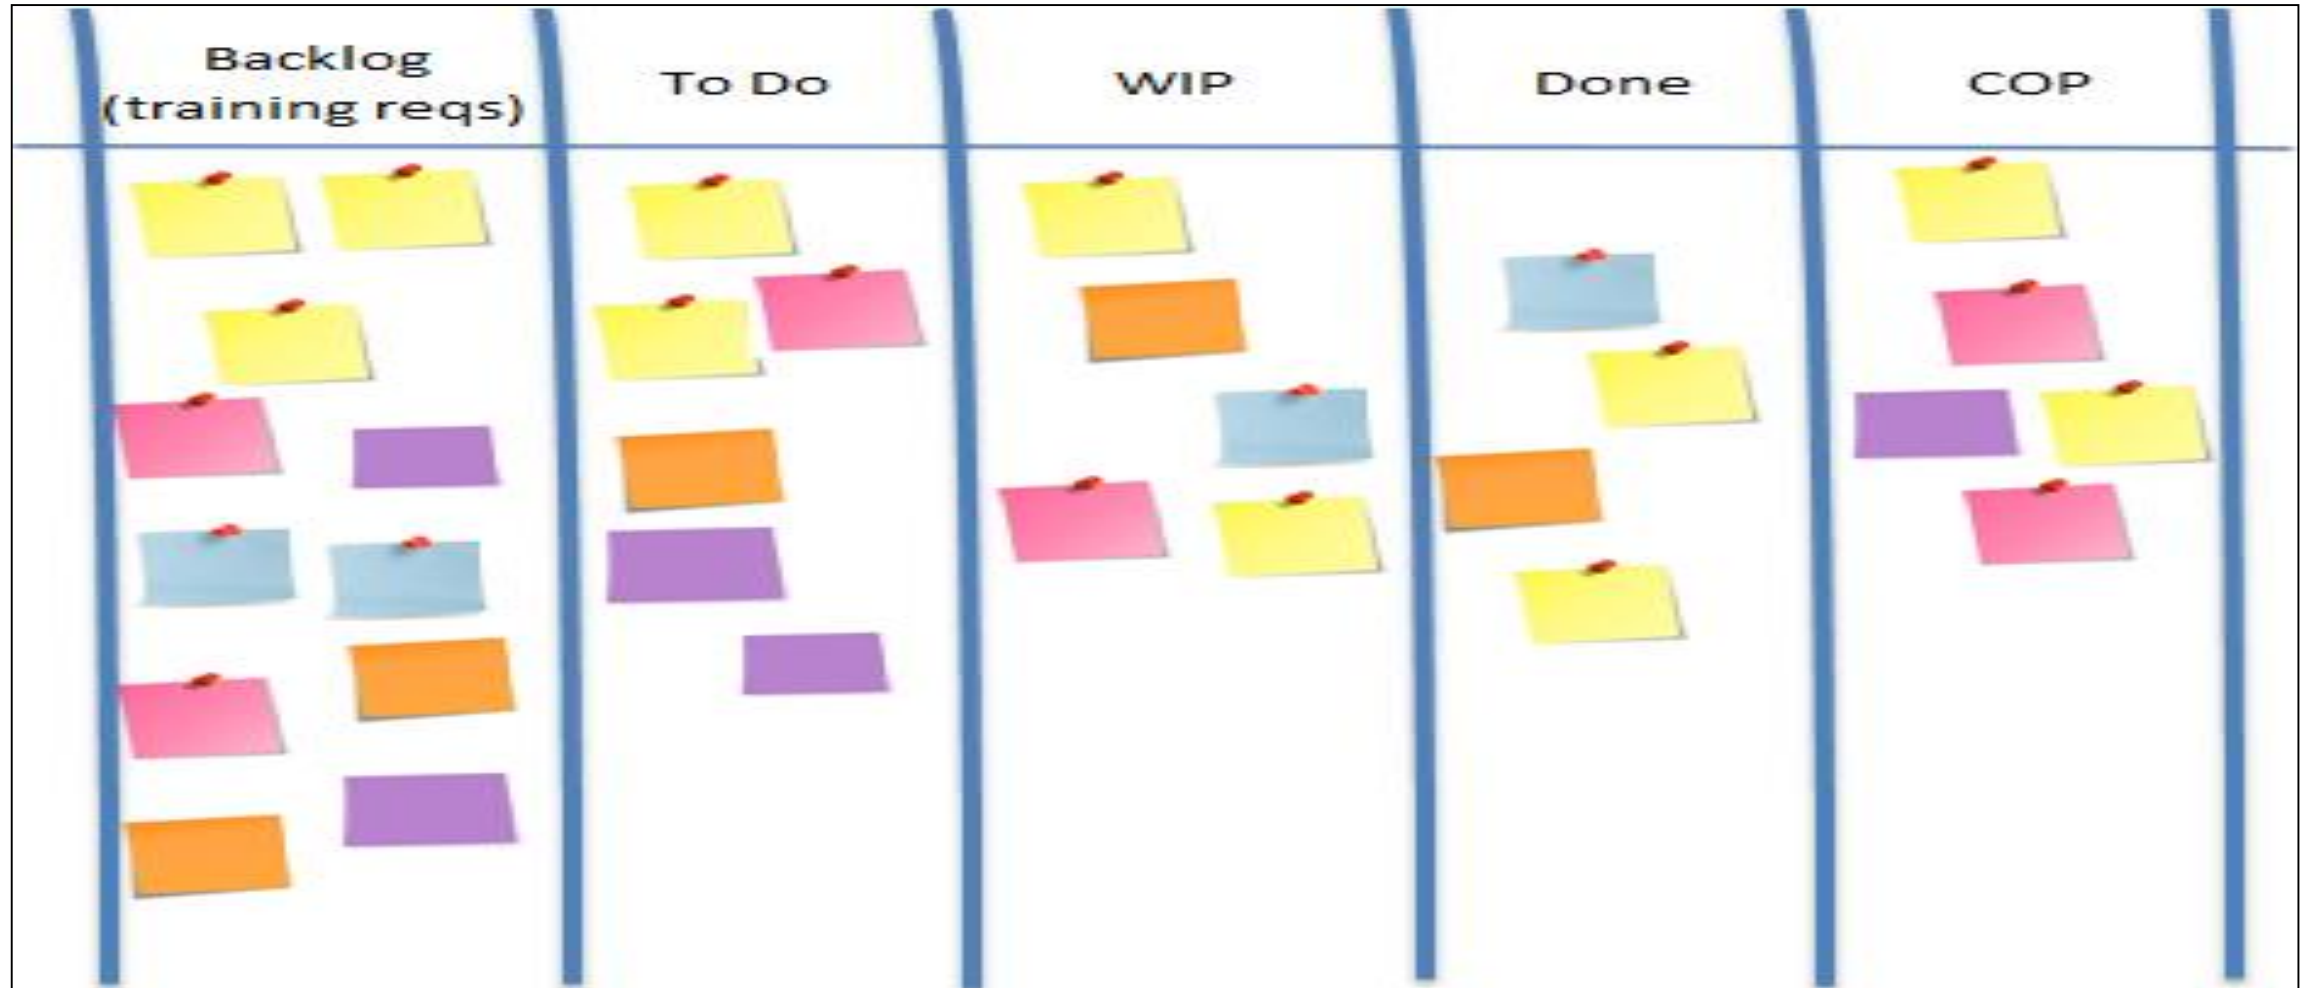 Backlog
(training reqs)
To Do
WIP
Done
COP